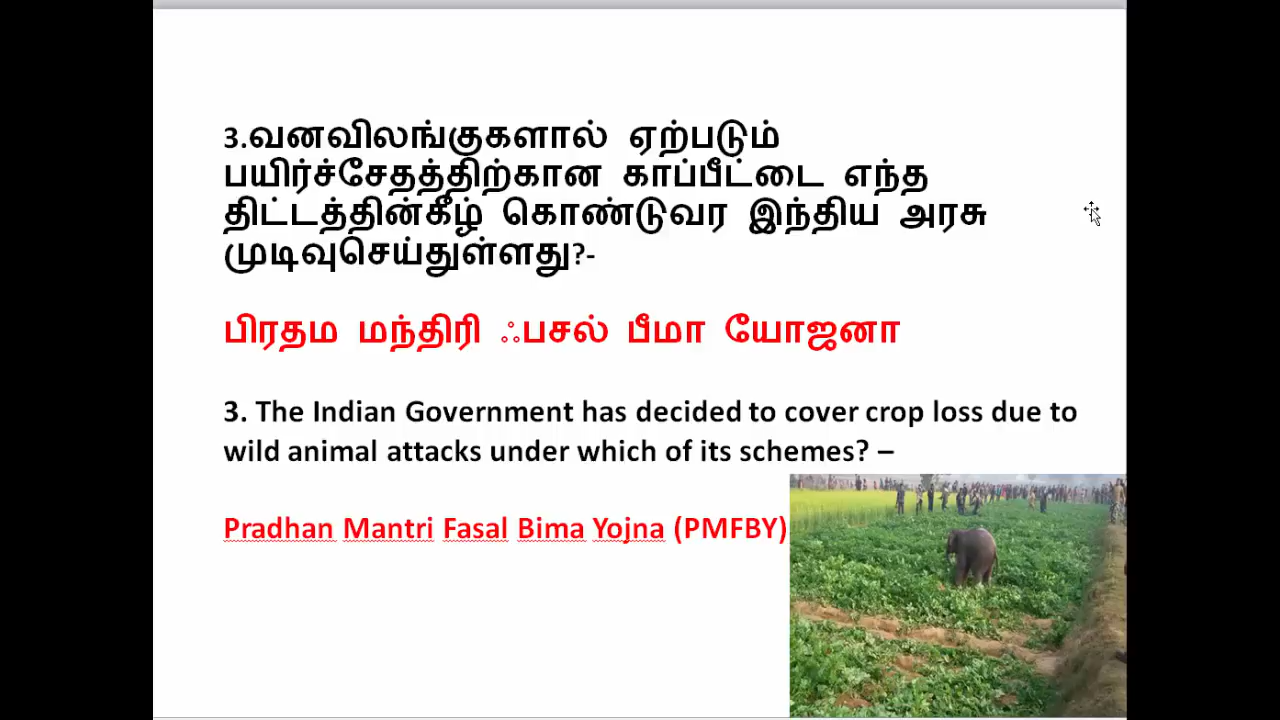 3.வனவிலங்குகளால் ஏற்படும்
பயிர்ச்சேதத்திற்கான காப்பீட்டை எந்த
திட்டத்தின்கீழ் கொண்டுவர இந்திய அரசு
முடிவுசெய்துள்ளது?-
பிரதம மந்திரி ஃபசல் பீமா யோஜனா
3. The Indian Government has decided to cover crop loss due to
wild animal attacks under which of its schemes? –
Pradhan Mantri Fasal Bima Yojna (PMFBY)